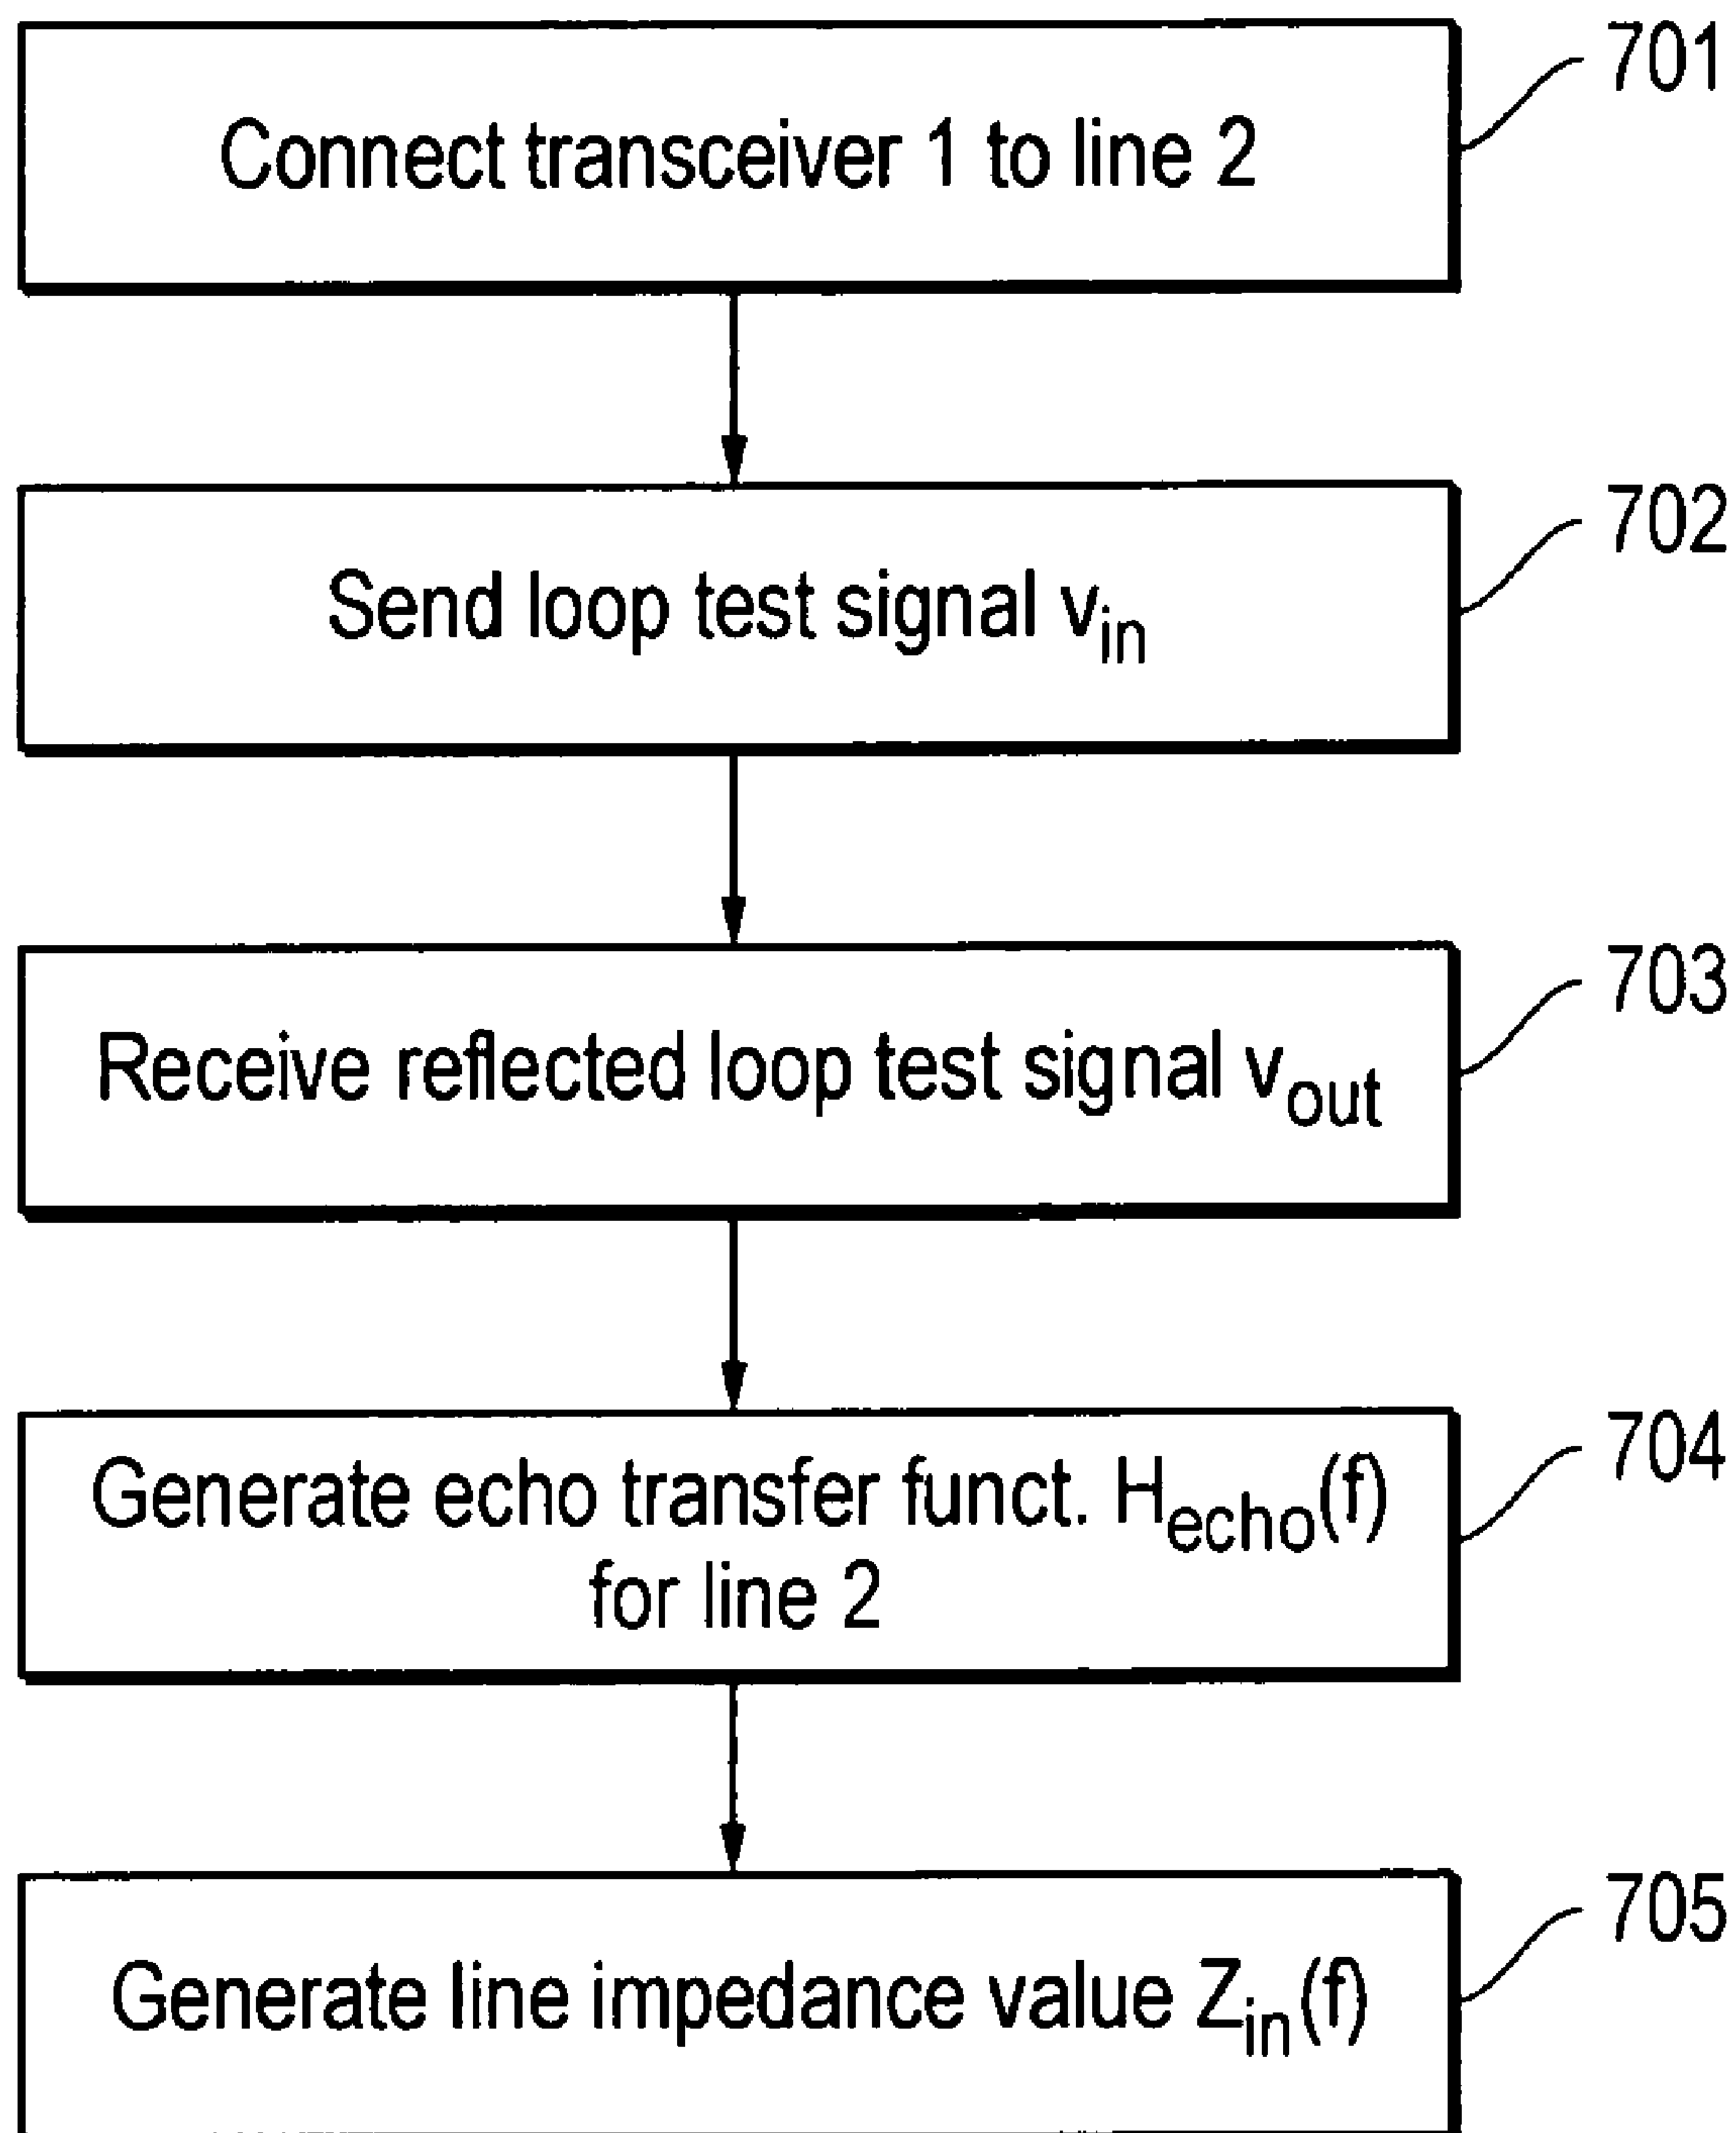 701
Connect transceiver 1 to line 2
702
Send loop test signal v_in
703
Receive reflected loop test signal v_out
704
Generate echo transfer funct. H_echo(f)
for line 2
705
Generate line impedance value Z_in(f)